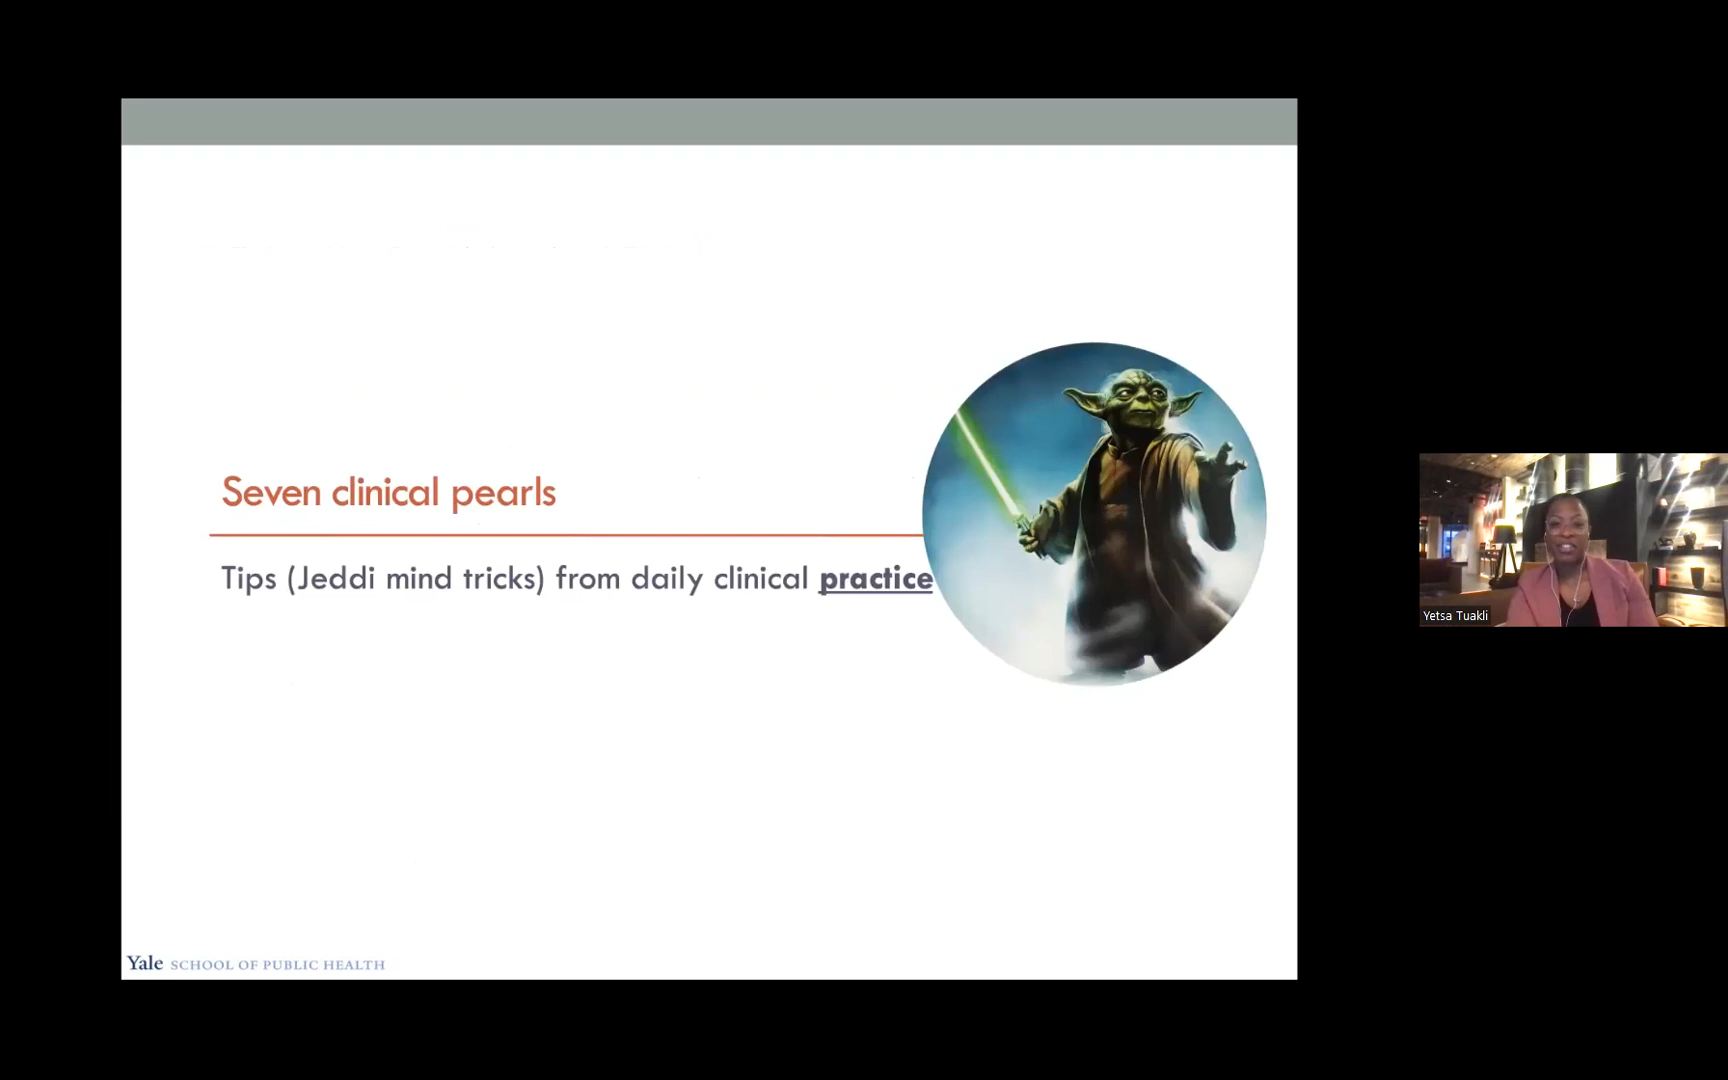 Seven clinical pearls
Tips (Jeddi mind tricks) from daily clinical practice
Yale SCHOOL OF PUBLIC HEALTH
Yetsa Tuakli